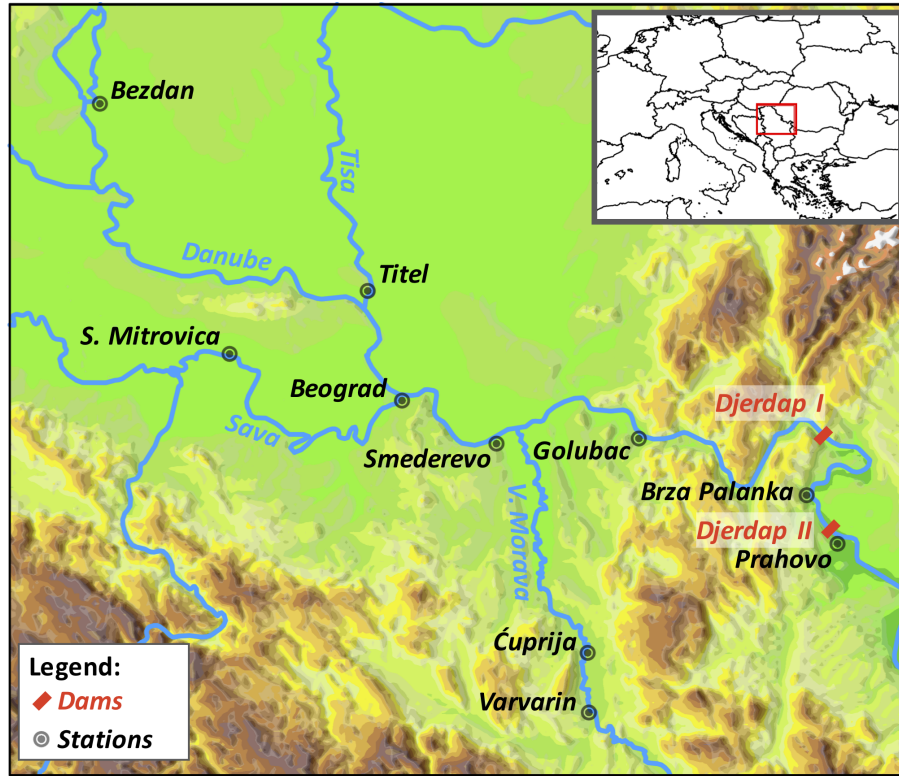 Bezdan
Tisa
Danube
Titel
S. Mitrovica
Beograd
Sava
Smederevo
Golubac
Djerdap I
Brza Palanka
Djerdap II
Prahovo
V. Morava
Ćuprija
Varvarin
Legend:
Dams
Stations